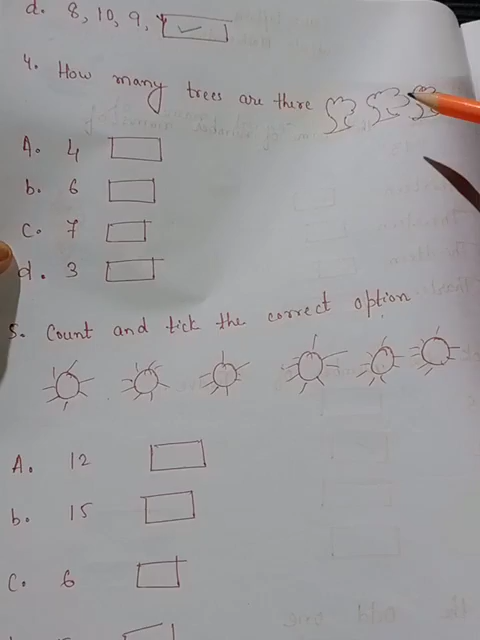 d. 8, 10, 9,
4. How many trees are there
A. 4
b. 6
c. 7
d. 3
5. Count and tick the correct option
A. 12
b. 15
c. 6